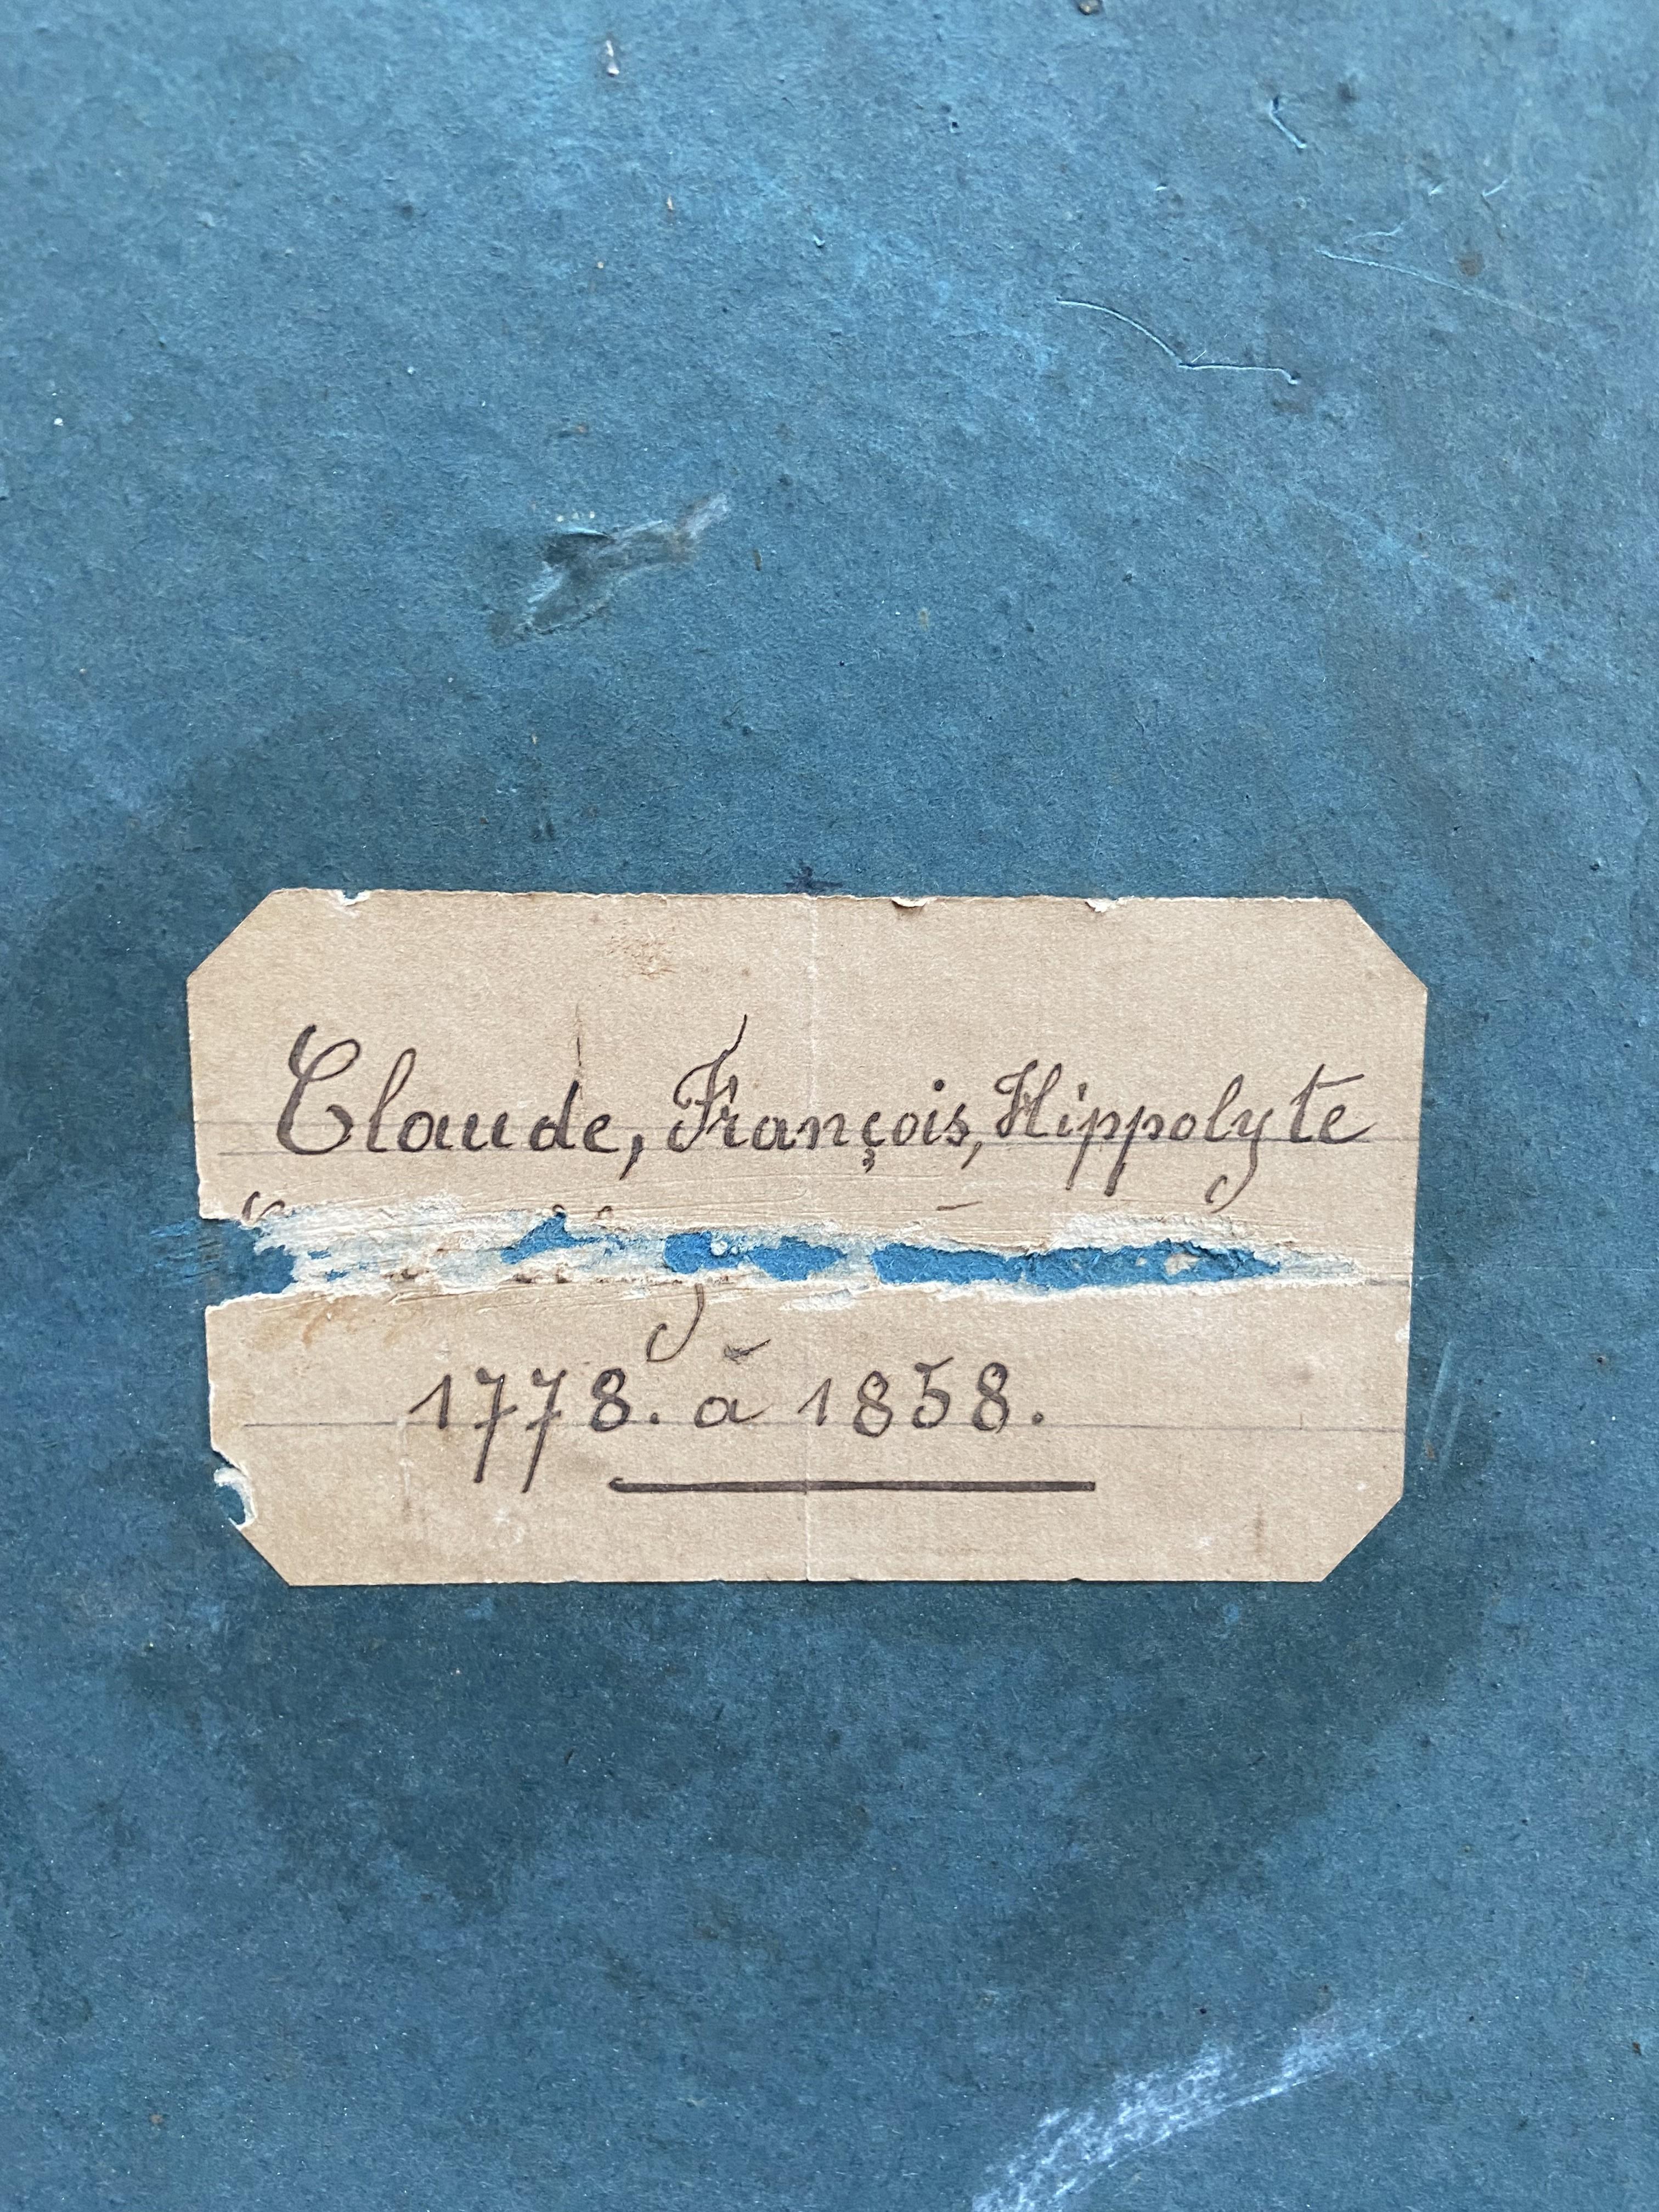 Claude, François, Hippolyte
1778. à 1858.